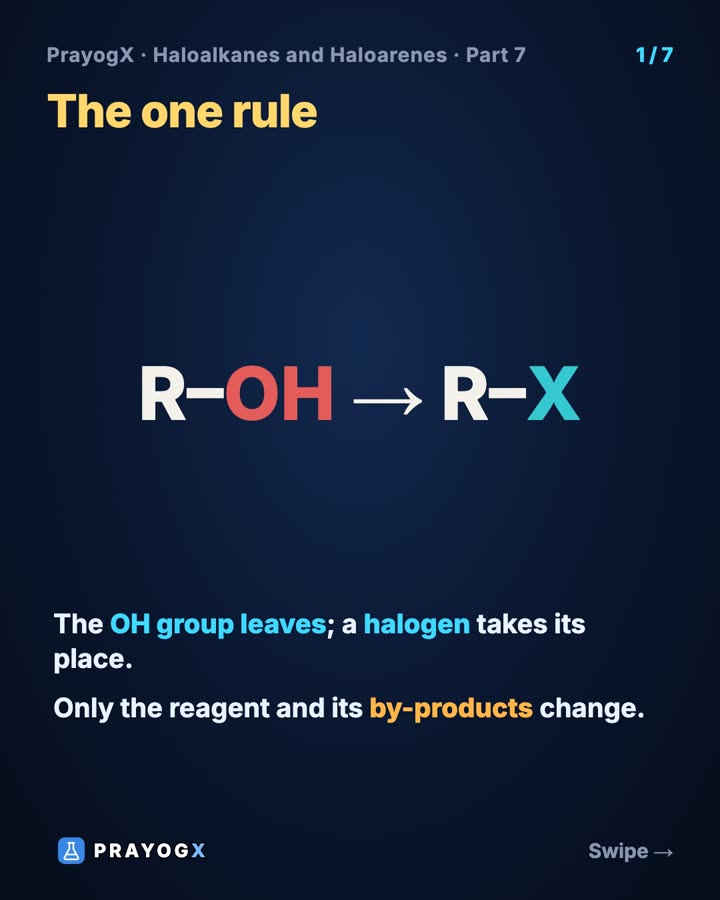 PrayogX · Haloalkanes and Haloarenes · Part 7
1/7
The one rule
R–OH → R–X
The OH group leaves; a halogen takes its
place.
Only the reagent and its by-products change.
PRAYOGX
Swipe →